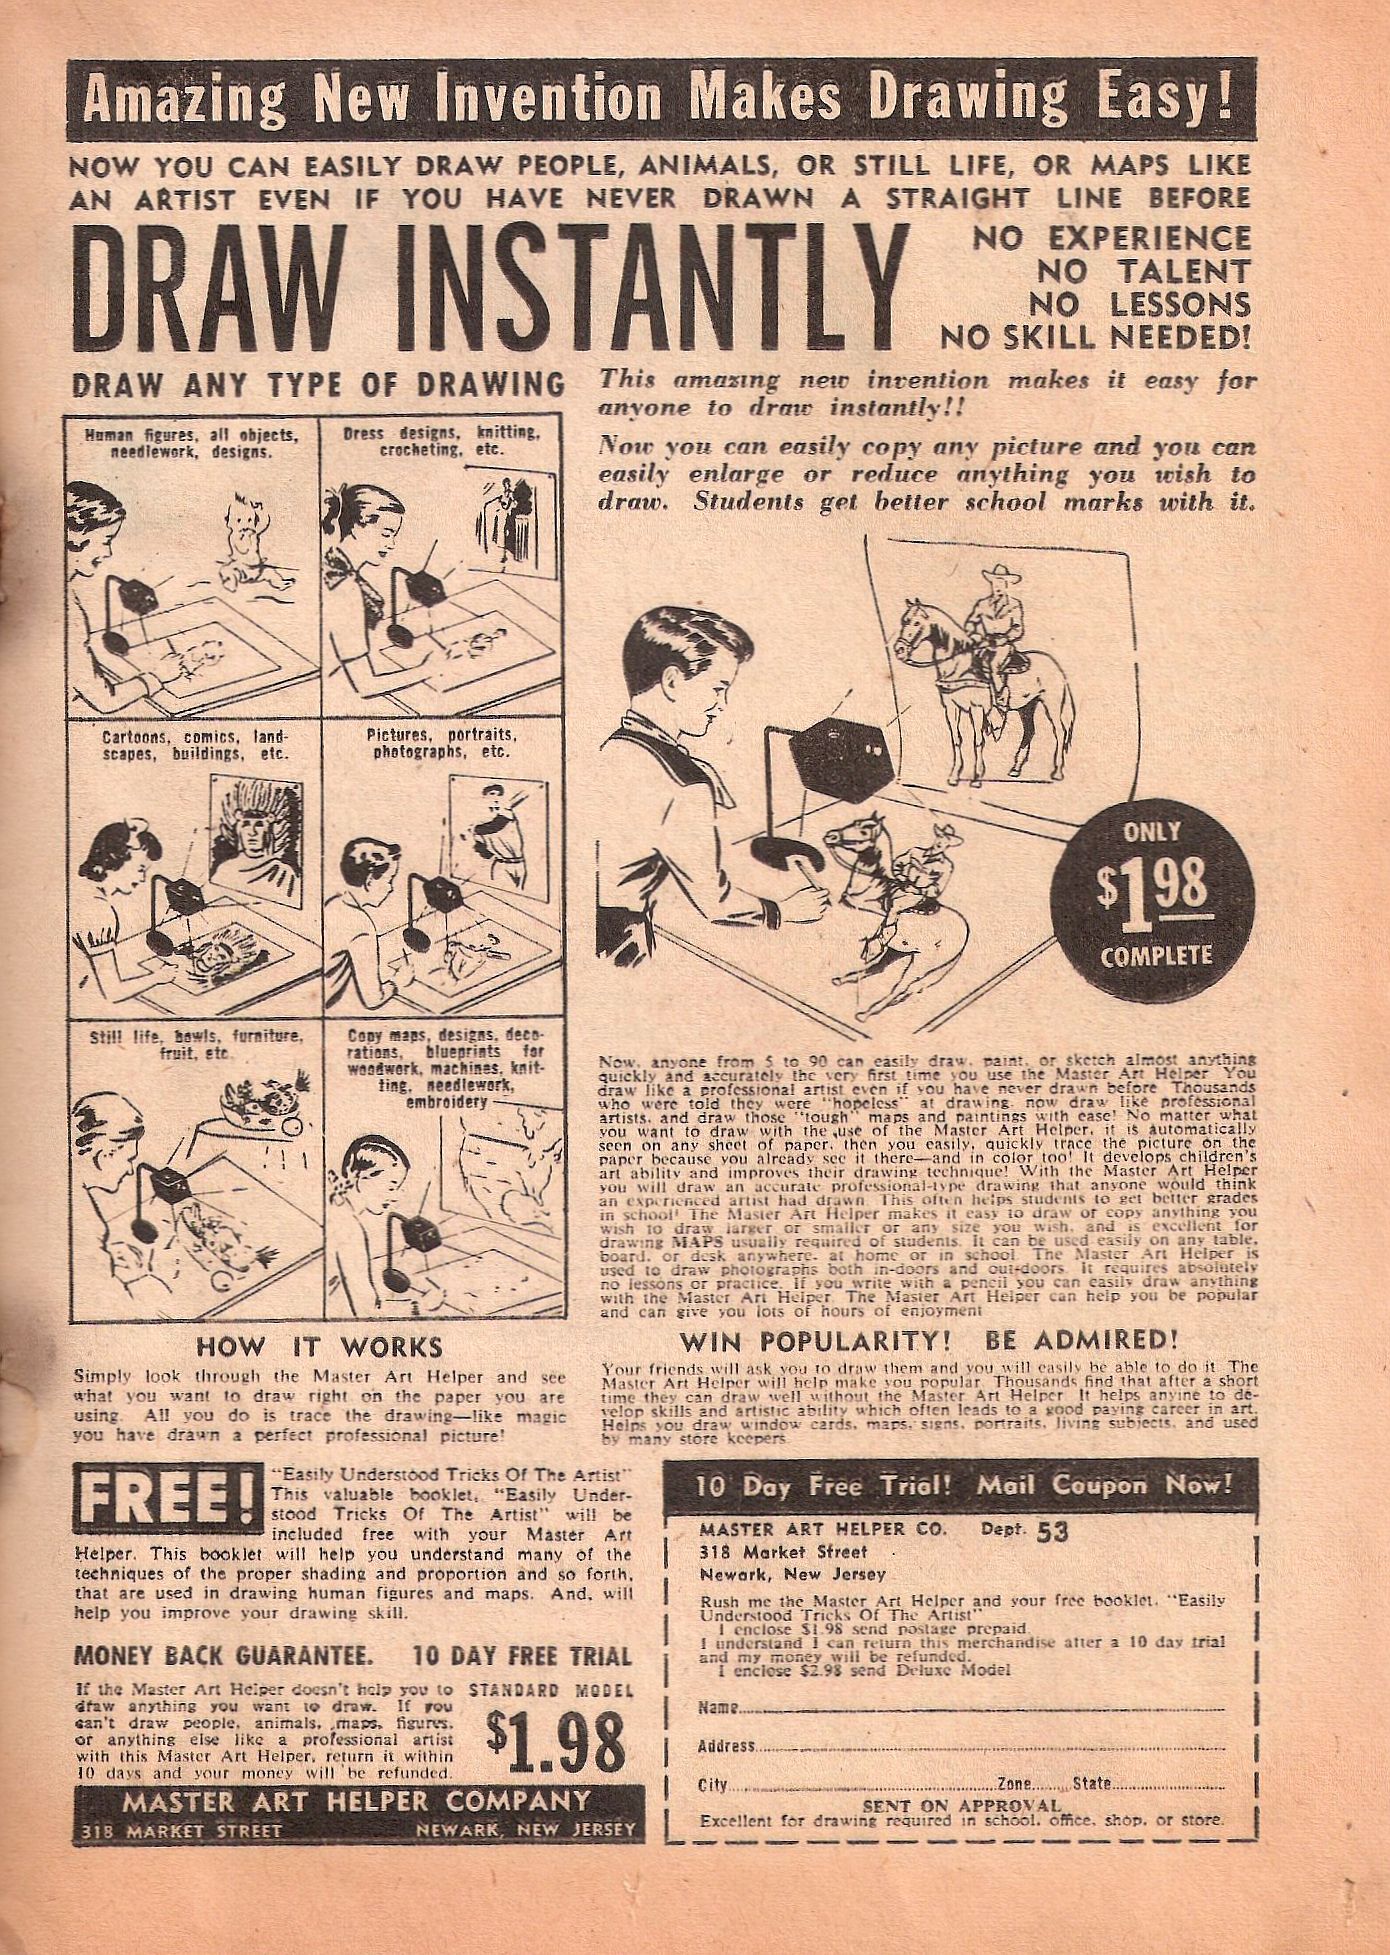 Amazing New Invention Makes Drawing Easy!
NOW YOU CAN EASILY DRAW PEOPLE, ANIMALS, OR STILL LIFE, OR MAPS LIKE
AN ARTIST EVEN IF YOU HAVE NEVER DRAWN A STRAIGHT LINE BEFORE
DRAW INSTANTLY
NO EXPERIENCE
NO TALENT
NO LESSONS
NO SKILL NEEDED!
DRAW ANY TYPE OF DRAWING
Human figures, all objects,
needlework, designs.
Dress designs, knitting,
crocheting, etc.
Cartoons, comics, land-
scapes, buildings, etc.
Pictures, portraits,
photographs, etc.
Still life, bowls, furniture,
fruit, etc
Copy maps, designs, deco-
rations, blueprints for
woodwork, machines, knit-
ting, needlework,
embroidery
This amazing new invention makes it easy for
anyone to draw instantly!!
Now you can easily copy any picture and you can
easily enlarge or reduce anything you wish to
draw. Students get better school marks with it.
ONLY
$1.98
COMPLETE
Now, anyone from 5 to 90 can easily draw, paint, or sketch almost anything
quickly and accurately the very first time you use the Master Art Helper You
draw like a professional artist even if you have never drawn before Thousands
who were told they were "hopeless" at drawing, now draw like professional
artists, and draw those "tough" maps and paintings with ease! No matter what
you want to draw with the use of the Master Art Helper, it is automatically
seen on any sheet of paper, then you easily, quickly trace the picture on the
paper because you already see it there—and in color too! It develops children's
art ability and improves their drawing technique! With the Master Art Helper
you will draw an accurate professional-type drawing that anyone would think
an experienced artist had drawn This often helps students to get better grades
in school! The Master Art Helper makes it easy to draw or copy anything you
wish to draw larger or smaller or any size you wish, and is excellent for
drawing MAPS usually required of students. It can be used easily on any table,
board, or desk anywhere, at home or in school The Master Art Helper is
used to draw photographs both in-doors and out-doors It requires absolutely
no lessons or practice. If you write with a pencil you can easily draw anything
with the Master Art Helper. The Master Art Helper can help you be popular
and can give you lots of hours of enjoyment
HOW IT WORKS
Simply look through the Master Art Helper and see
what you want to draw right on the paper you are
using. All you do is trace the drawing—like magic
you have drawn a perfect professional picture!
WIN POPULARITY! BE ADMIRED!
Your friends will ask you to draw them and you will easily be able to do it The
Master Art Helper will help make you popular. Thousands find that after a short
time they can draw well without the Master Art Helper It helps anyine to de-
velop skills and artistic ability which often leads to a good paying career in art.
Helps you draw window cards, maps, signs, portraits, living subjects, and used
by many store keepers
FREE!
"Easily Understood Tricks Of The Artist"
This valuable booklet, "Easily Under-
stood Tricks Of The Artist" will be
included free with your Master Art
Helper. This booklet will help you understand many of the
techniques of the proper shading and proportion and so forth,
that are used in drawing human figures and maps. And, will
help you improve your drawing skill.
MONEY BACK GUARANTEE. 10 DAY FREE TRIAL
If the Master Art Helper doesn't help you to
draw anything you want to draw. If you
can't draw people, animals, maps, figures,
or anything else like a professional artist
with this Master Art Helper, return it within
10 days and your money will be refunded.
STANDARD MODEL
$1.98
MASTER ART HELPER COMPANY
318 MARKET STREET NEWARK, NEW JERSEY
10 Day Free Trial! Mail Coupon Now!
MASTER ART HELPER CO. Dept. 53
318 Market Street
Newark, New Jersey
Rush me the Master Art Helper and your free booklet, "Easily
Understood Tricks Of The Artist"
I enclose $1.98 send postage prepaid
I understand I can return this merchandise after a 10 day trial
and my money will be refunded.
I enclose $2.98 send Deluxe Model
Name
Address
City Zone State
SENT ON APPROVAL
Excellent for drawing required in school, office, shop, or store.